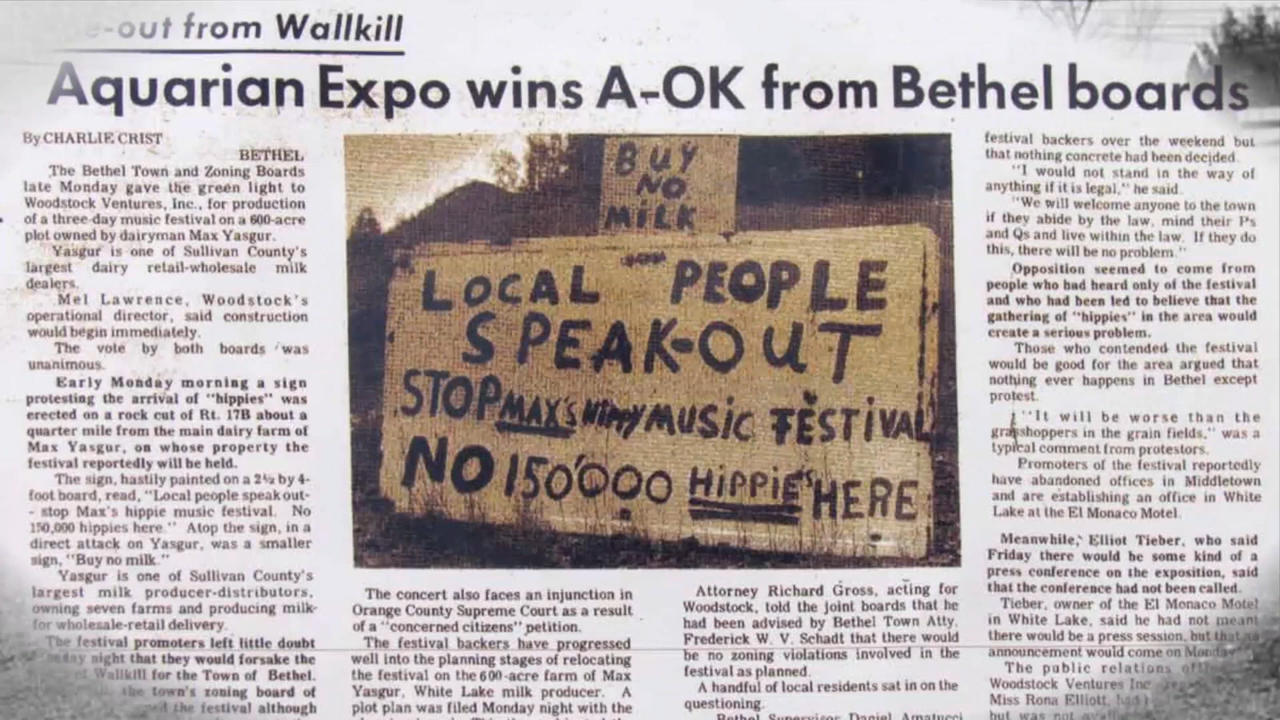 -out from Wallkill
Aquarian Expo wins A-OK from Bethel boards
By CHARLIE CRIST
BETHEL
The Bethel Town and Zoning Boards
late Monday gave the green light to
Woodstock Ventures, Inc., for production
of a three-day music festival on a 600-acre
plot owned by dairyman Max Yasgur.
Yasgur is one of Sullivan County's
largest dairy retail-wholesale milk
dealers.
Mel Lawrence, Woodstock's
operational director, said construction
would begin immediately.
The vote by both boards was
unanimous.
Early Monday morning a sign
protesting the arrival of "hippies" was
erected on a rock cut of Rt. 17B about a
quarter mile from the main dairy farm of
Max Yasgur, on whose property the
festival reportedly will be held.
The sign, hastily painted on a 2½ by 4-
foot board, read, "Local people speak out-
- stop Max's hippie music festival. No
150,000 hippies here." Atop the sign, in a
direct attack on Yasgur, was a smaller
sign, "Buy no milk."
Yasgur is one of Sullivan County's
largest milk producer-distributors,
owning seven farms and producing milk-
for wholesale-retail delivery.
The festival promoters left little doubt
night that they would forsake the
Wallkill for the Town of Bethel.
the town's zoning board of
the festival although
BUY
NO
MILK
LOCAL PEOPLE
SPEAK-OUT
STOP MAX'S HIPPY MUSIC FESTIVAL
NO 150'000 HIPPIE'S HERE
The concert also faces an injunction in
Orange County Supreme Court as a result
of a "concerned citizens" petition.
The festival backers have progressed
well into the planning stages of relocating
the festival on the 600-acre farm of Max
Yasgur, White Lake milk producer. A
plot plan was filed Monday night with the
Attorney Richard Gross, acting for
Woodstock, told the joint boards that he
had been advised by Bethel Town Atty.
Frederick W. V. Schadt that there would
be no zoning violations involved in the
festival as planned.
A handful of local residents sat in on the
questioning.
Bethel Supervisor Daniel Amatucci
festival backers over the weekend but
that nothing concrete had been decided.
"I would not stand in the way of
anything if it is legal," he said.
"We will welcome anyone to the town
if they abide by the law, mind their Ps
and Qs and live within the law. If they do
this, there will be no problem."
Opposition seemed to come from
people who had heard only of the festival
and who had been led to believe that the
gathering of "hippies" in the area would
create a serious problem.
Those who contended the festival
would be good for the area argued that
nothing ever happens in Bethel except
protest.
"It will be worse than the
grasshoppers in the grain fields," was a
typical comment from protestors.
Promoters of the festival reportedly
have abandoned offices in Middletown
and are establishing an office in White
Lake at the El Monaco Motel.
Meanwhile, Elliot Tieber, who said
Friday there would be some kind of a
press conference on the exposition, said
that the conference had not been called.
Tieber, owner of the El Monaco Motel
in White Lake, said he had not meant
there would be a press session, but that
announcement would come on Monday
The public relations
Woodstock Ventures Inc
Miss Rona Elliott, had
but was not